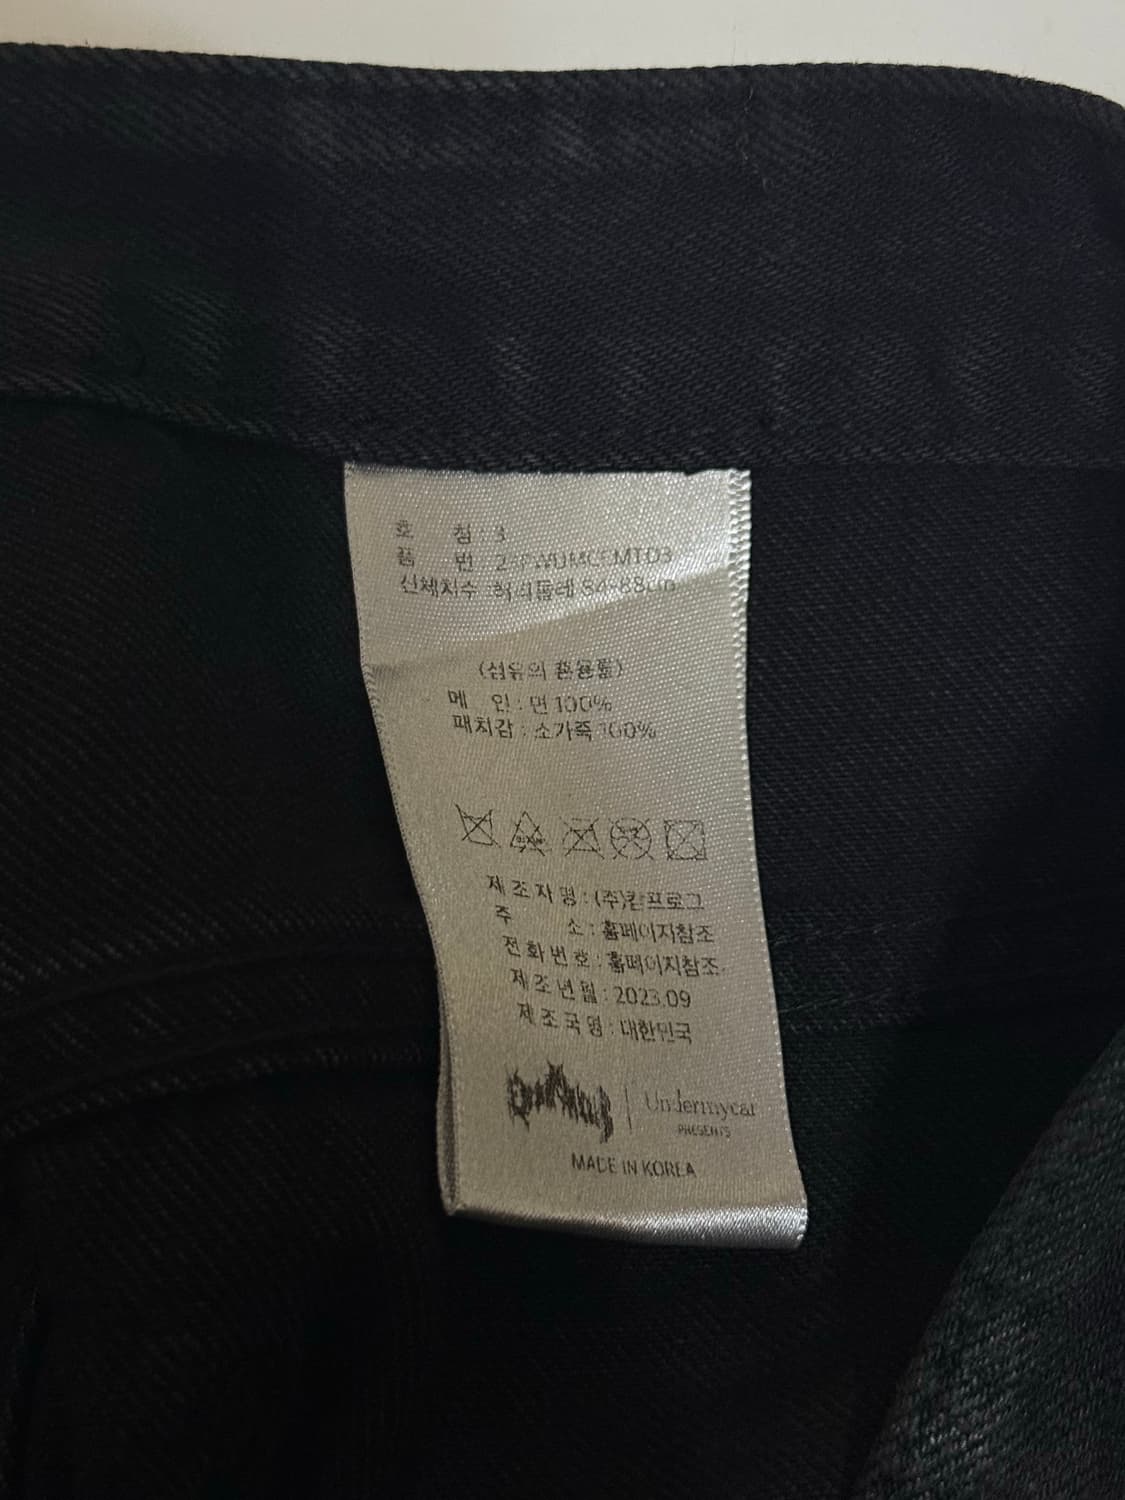 호 칭 : 3
품 번 :
신체치수 : 허리둘레 84-88cm
(섬유의 혼용률)
메 인 : 면 100%
패치감 : 소가죽 100%
제조자명 : (주)칸프로그
주 소 : 홈페이지참조
전화번호 : 홈페이지참조
제조년월 : 2023.09
제조국명 : 대한민국
Undermycar
PRESENTS
MADE IN KOREA